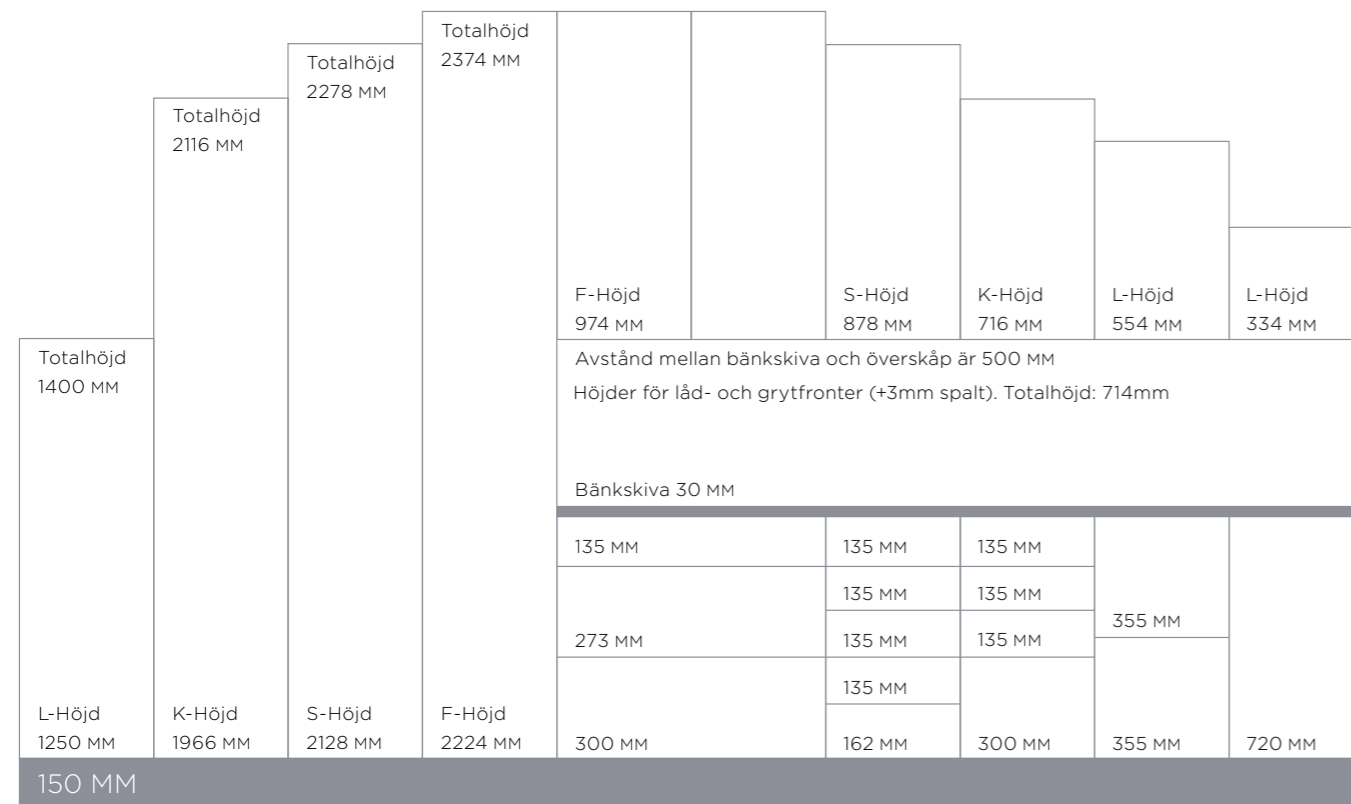 Totalhöjd
1400 MM
L-Höjd
1250 MM
Totalhöjd
2116 MM
K-Höjd
1966 MM
Totalhöjd
2278 MM
S-Höjd
2128 MM
Totalhöjd
2374 MM
F-Höjd
2224 MM
F-Höjd
974 MM
S-Höjd
878 MM
K-Höjd
716 MM
L-Höjd
554 MM
L-Höjd
334 MM
Avstånd mellan bänkskiva och överskåp är 500 MM
Höjder för låd- och grytfronter (+3mm spalt). Totalhöjd: 714mm
Bänkskiva 30 MM
135 MM
273 MM
300 MM
135 MM
135 MM
135 MM
135 MM
162 MM
135 MM
135 MM
135 MM
300 MM
355 MM
355 MM
720 MM
150 MM